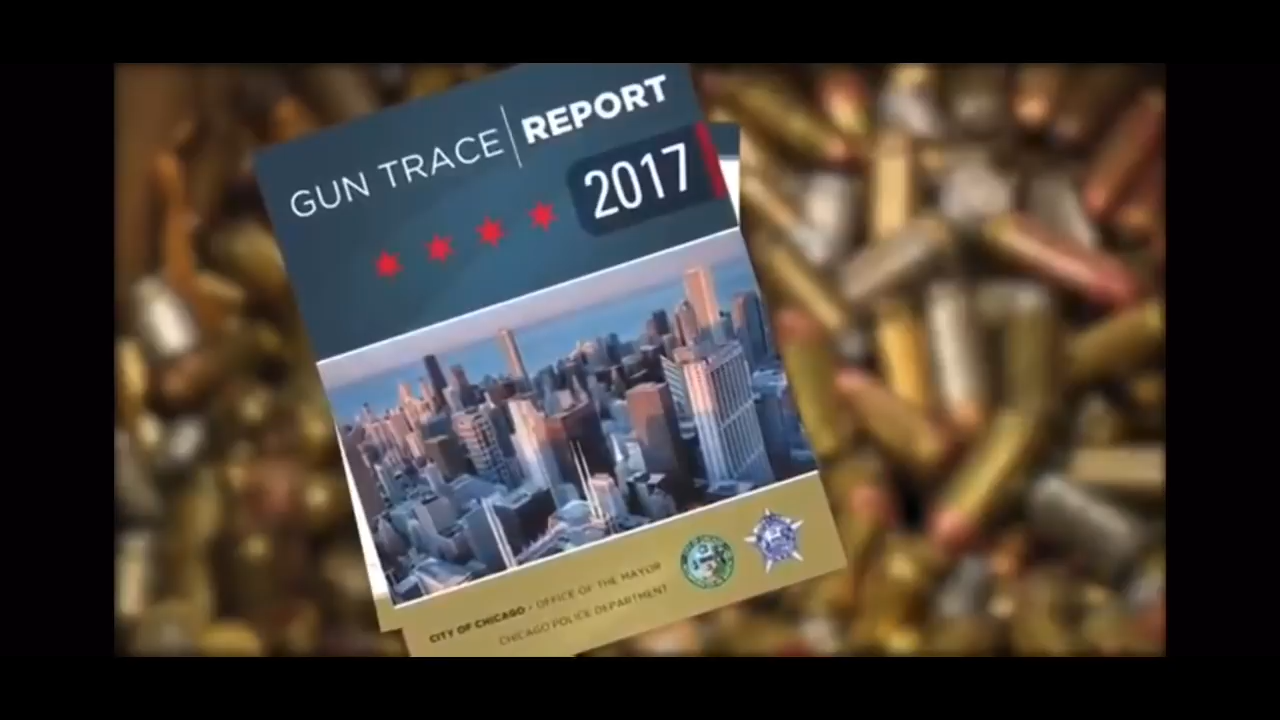 GUN TRACE | REPORT
2017
CITY OF CHICAGO • OFFICE OF THE MAYOR
CHICAGO POLICE DEPARTMENT